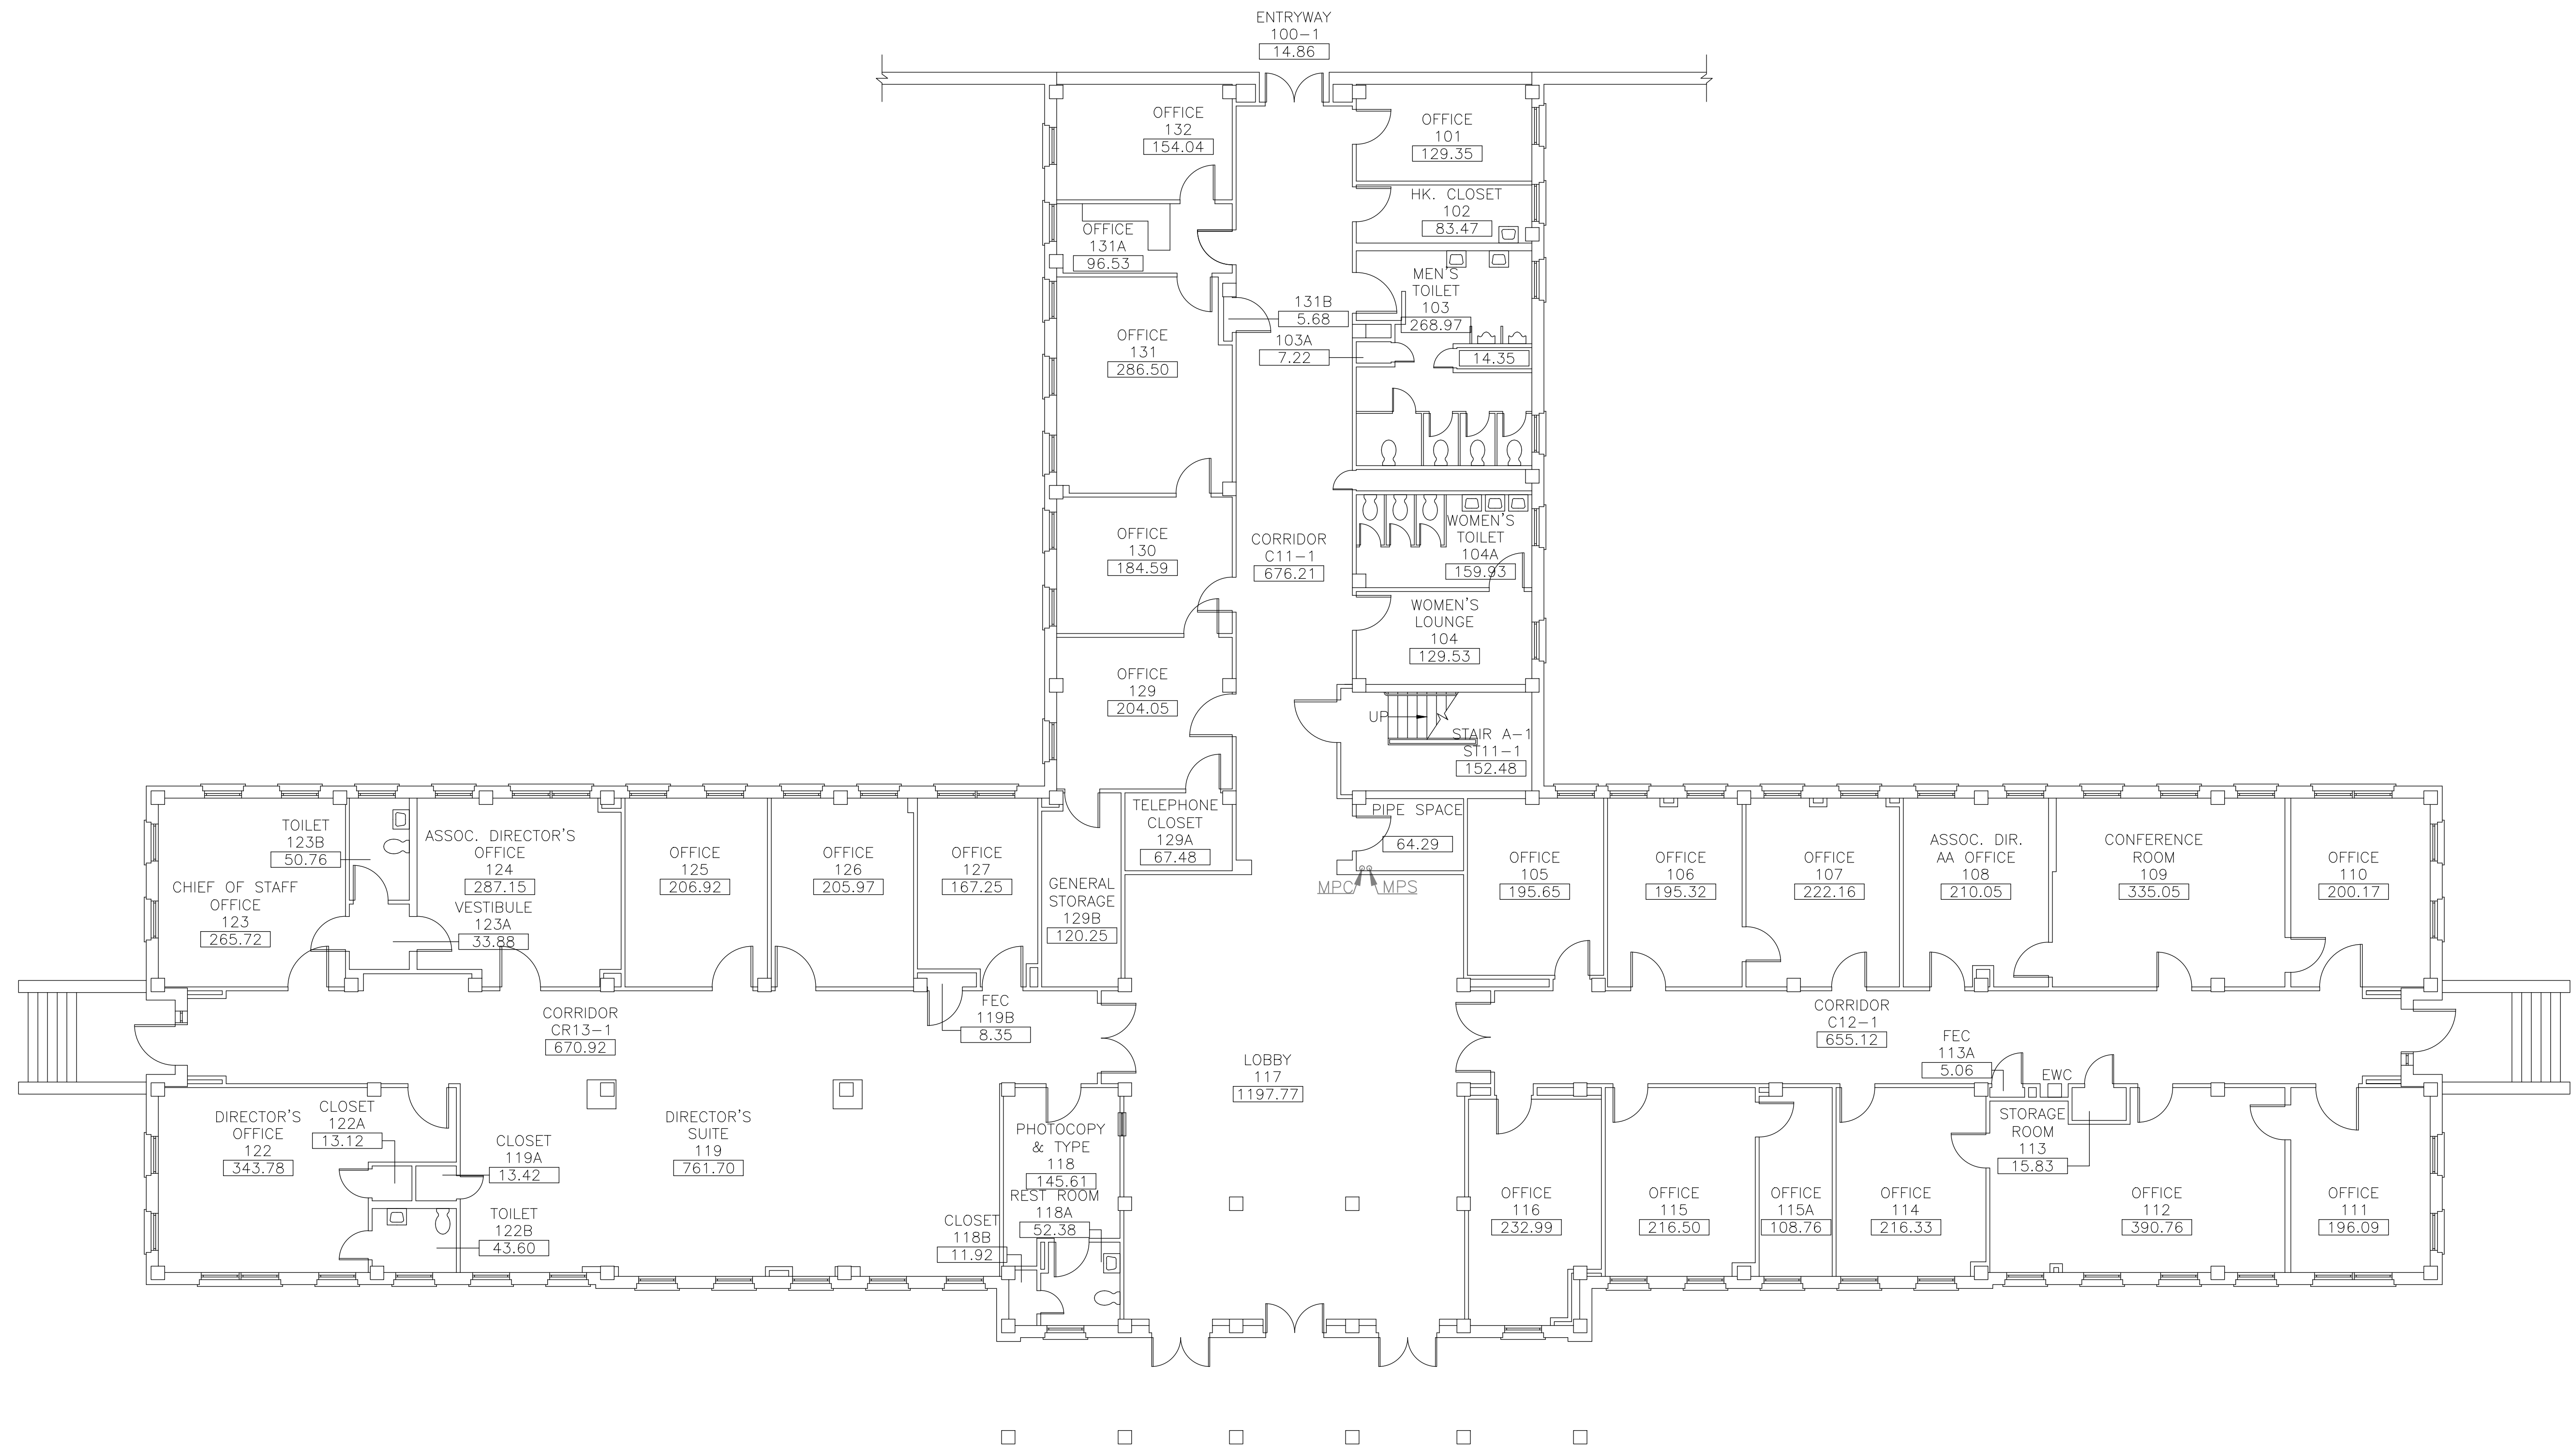 ENTRYWAY
100-1
14.86
OFFICE
132
154.04
OFFICE
101
129.35
HK. CLOSET
102
83.47
OFFICE
131A
96.53
MEN'S
TOILET
103
268.97
131B
5.68
103A
7.22
14.35
OFFICE
131
286.50
OFFICE
130
184.59
CORRIDOR
C11-1
676.21
WOMEN'S
TOILET
104A
159.93
WOMEN'S
LOUNGE
104
129.53
OFFICE
129
204.05
UP
STAIR A-1
ST11-1
152.48
TELEPHONE
CLOSET
129A
67.48
PIPE SPACE
64.29
MPC
MPS
TOILET
123B
50.76
CHIEF OF STAFF
OFFICE
123
265.72
ASSOC. DIRECTOR'S
OFFICE
124
287.15
VESTIBULE
123A
33.88
OFFICE
125
206.92
OFFICE
126
205.97
OFFICE
127
167.25
GENERAL
STORAGE
129B
120.25
OFFICE
105
195.65
OFFICE
106
195.32
OFFICE
107
222.16
ASSOC. DIR.
AA OFFICE
108
210.05
CONFERENCE
ROOM
109
335.05
OFFICE
110
200.17
CORRIDOR
CR13-1
670.92
FEC
119B
8.35
CORRIDOR
C12-1
655.12
FEC
113A
5.06
EWC
LOBBY
117
1197.77
DIRECTOR'S
OFFICE
122
343.78
CLOSET
122A
13.12
CLOSET
119A
13.42
TOILET
122B
43.60
DIRECTOR'S
SUITE
119
761.70
PHOTOCOPY
& TYPE
118
145.61
REST ROOM
118A
52.38
CLOSET
118B
11.92
OFFICE
116
232.99
OFFICE
115
216.50
OFFICE
115A
108.76
OFFICE
114
216.33
STORAGE
ROOM
113
15.83
OFFICE
112
390.76
OFFICE
111
196.09